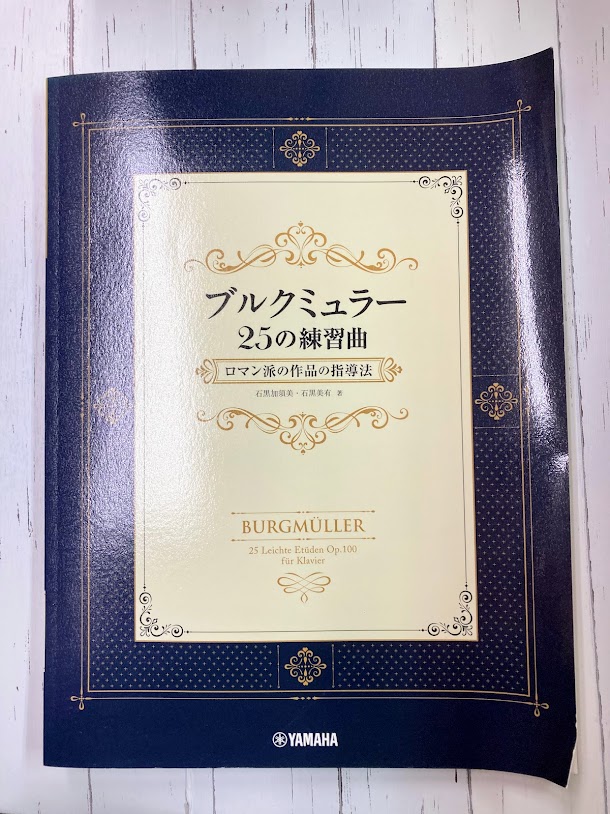 ブルクミュラー
25の練習曲
ロマン派の作品の指導法
石黒加須美・石黒美有 著
BURGMÜLLER
25 Leichte Etüden Op.100
für Klavier
YAMAHA